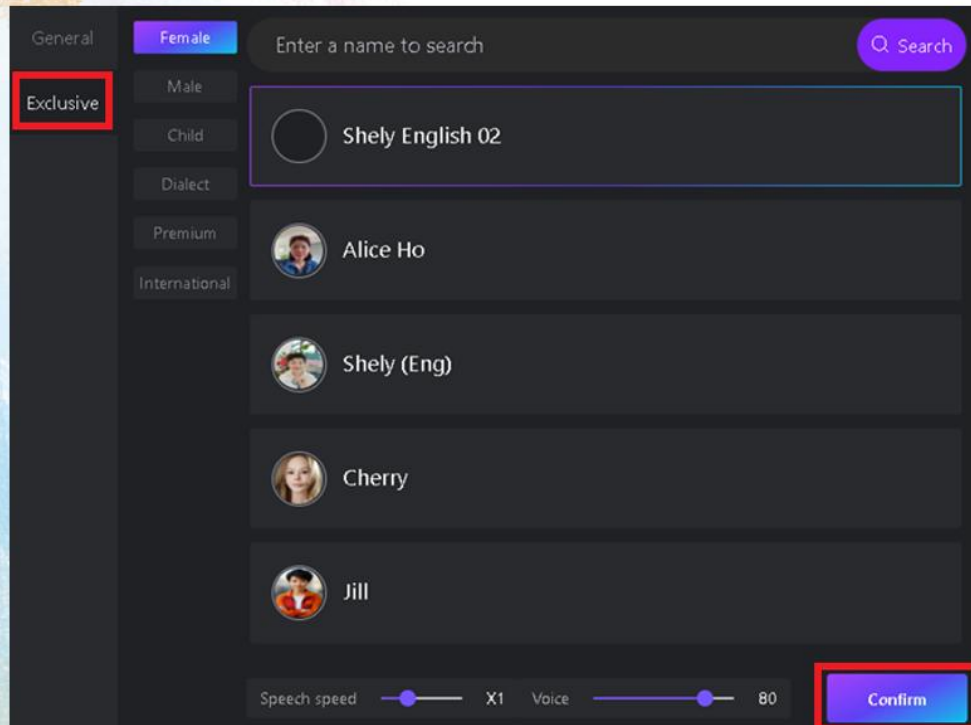 General
Exclusive
Female
Male
Child
Dialect
Premium
International
Enter a name to search
Search
Shely English 02
Alice Ho
Shely (Eng)
Cherry
Jill
Speech speed X1 Voice 80
Confirm